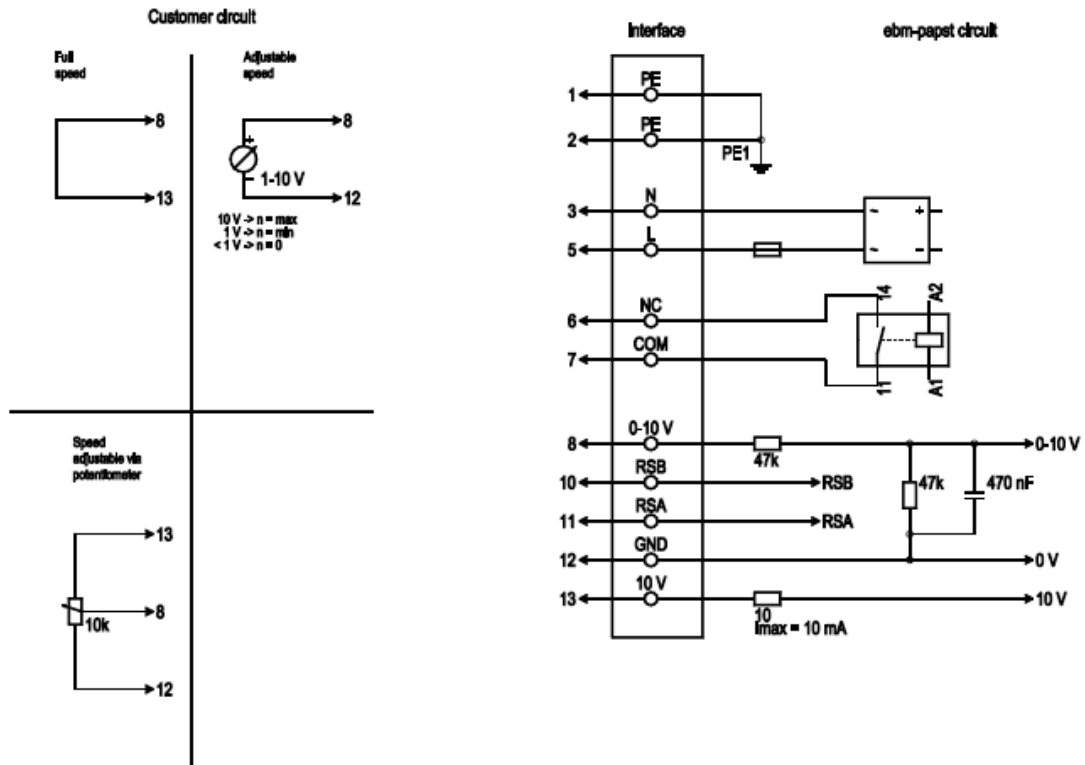 Customer circuit
Full
speed
8
13
Adjustable
speed
8
+
1-10 V
−
12
10 V -> n = max
1 V -> n = min
< 1 V -> n = 0
Speed
adjustable via
potentiometer
13
8
10k
12
Interface
ebm-papst circuit
1
PE
2
PE
PE1
3
N
~
+
5
L
~
−
6
NC
14
A2
7
COM
11
A1
8
0-10 V
47k
0-10 V
10
RSB
RSB
47k
470 nF
11
RSA
RSA
12
GND
0 V
13
10 V
10
10 V
Imax = 10 mA